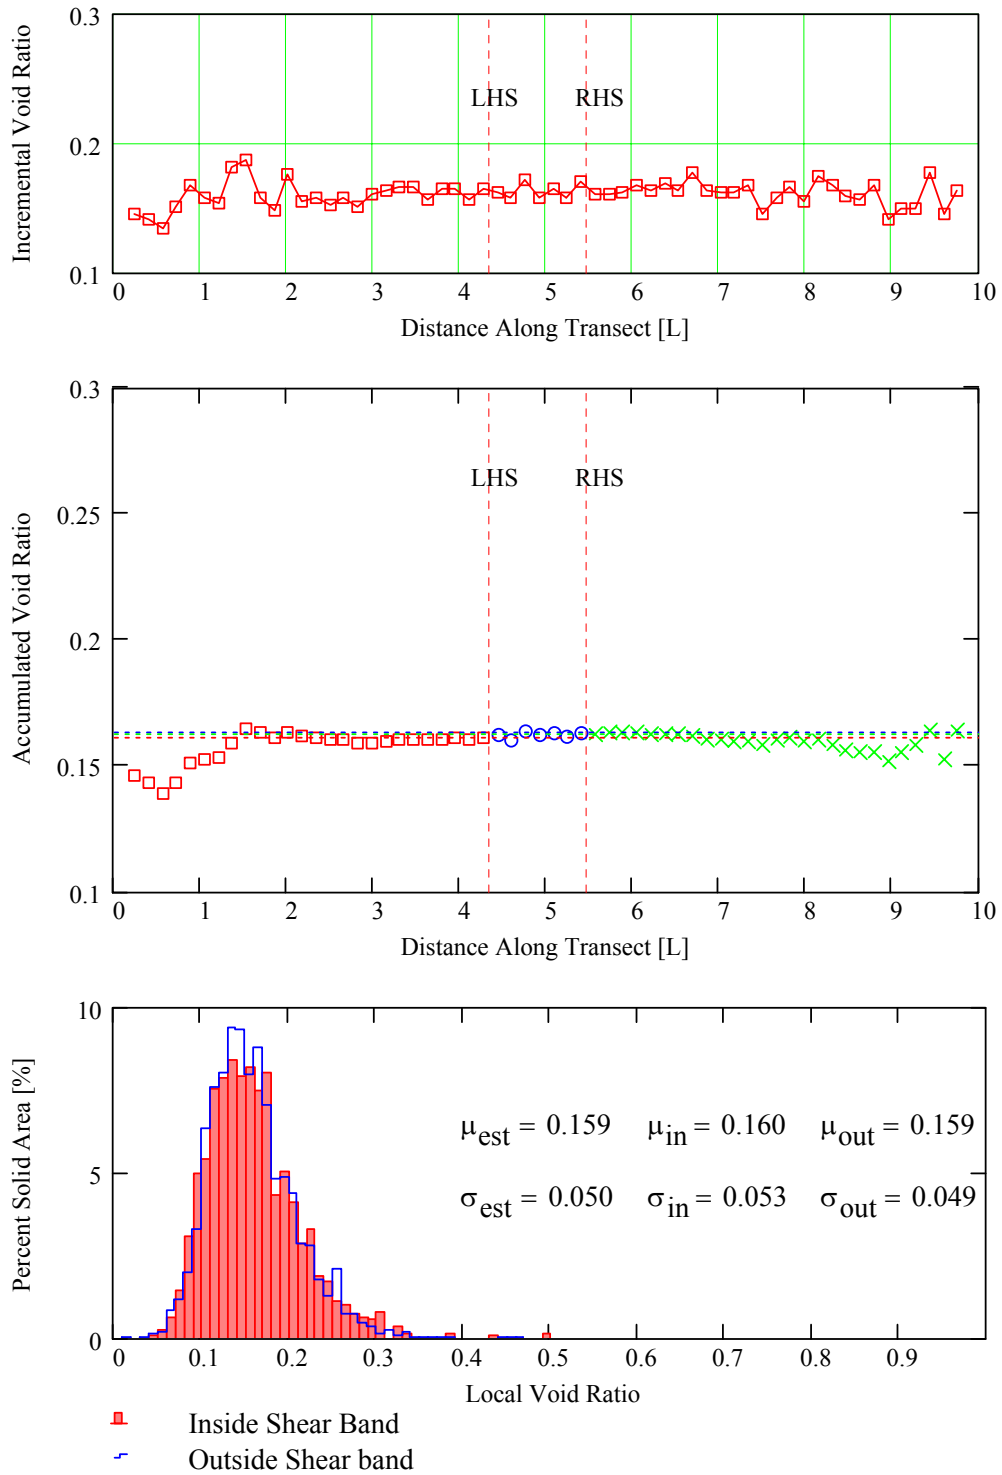 Incremental Void Ratio
0.3
0.2
0.1
LHS RHS
0 1 2 3 4 5 6 7 8 9 10
Distance Along Transect [L]
Accumulated Void Ratio
0.3
0.25
0.2
0.15
0.1
LHS RHS
0 1 2 3 4 5 6 7 8 9 10
Distance Along Transect [L]
Percent Solid Area [%]
10
5
0
μest = 0.159 μin = 0.160 μout = 0.159
σest = 0.050 σin = 0.053 σout = 0.049
0 0.1 0.2 0.3 0.4 0.5 0.6 0.7 0.8 0.9
Local Void Ratio
Inside Shear Band
Outside Shear band